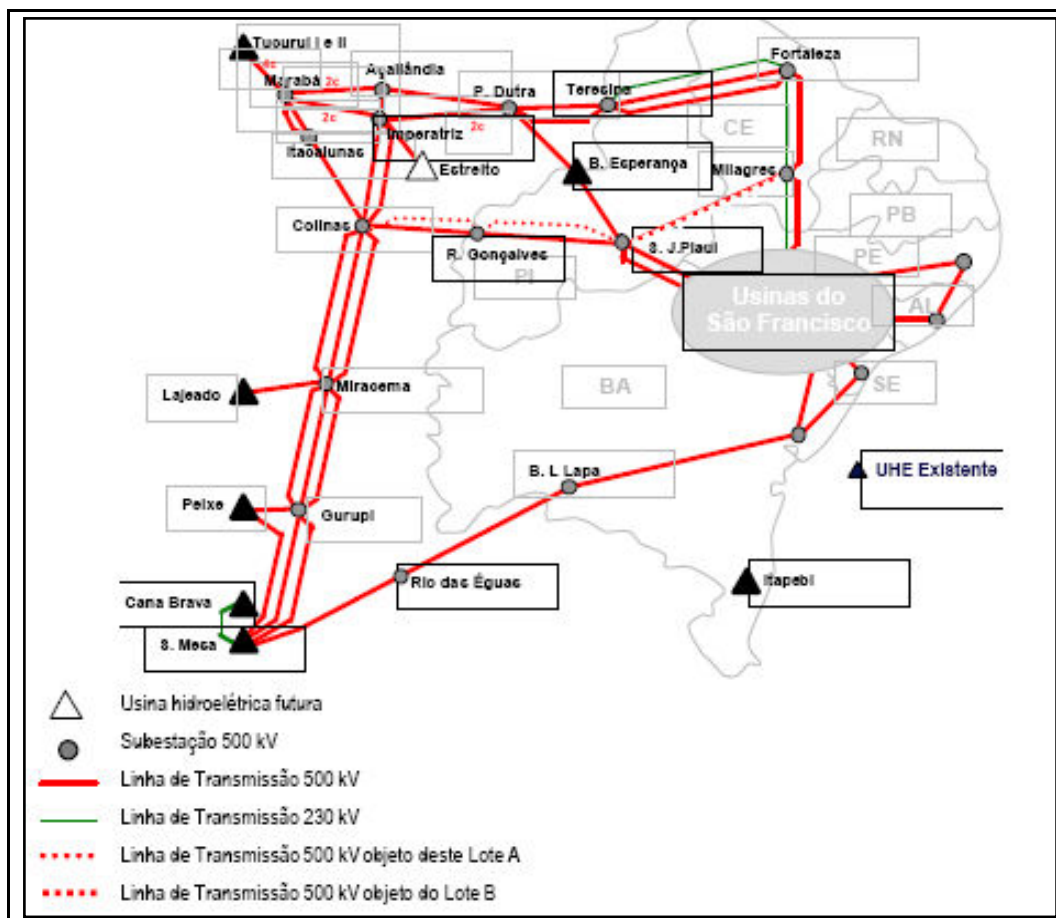 Tucuruí I e II
Fortaleza
Açailândia
4c
2c
Marabá
P. Dutra
Teresina
2c
2c
Imperatriz
CE
RN
Itacaiunas
Estreito
B. Esperança
Milagres
PB
Colinas
S. J.Piauí
R. Gonçalves
PE
PI
Usinas do
São Francisco
AL
Lajeado
Miracema
BA
SE
B. L Lapa
UHE Existente
Peixe
Gurupi
Rio das Éguas
Itapebi
Cana Brava
S. Mesa
Usina hidroelétrica futura
Subestação 500 kV
Linha de Transmissão 500 kV
Linha de Transmissão 230 kV
Linha de Transmissão 500 kV objeto deste Lote A
Linha de Transmissão 500 kV objeto do Lote B